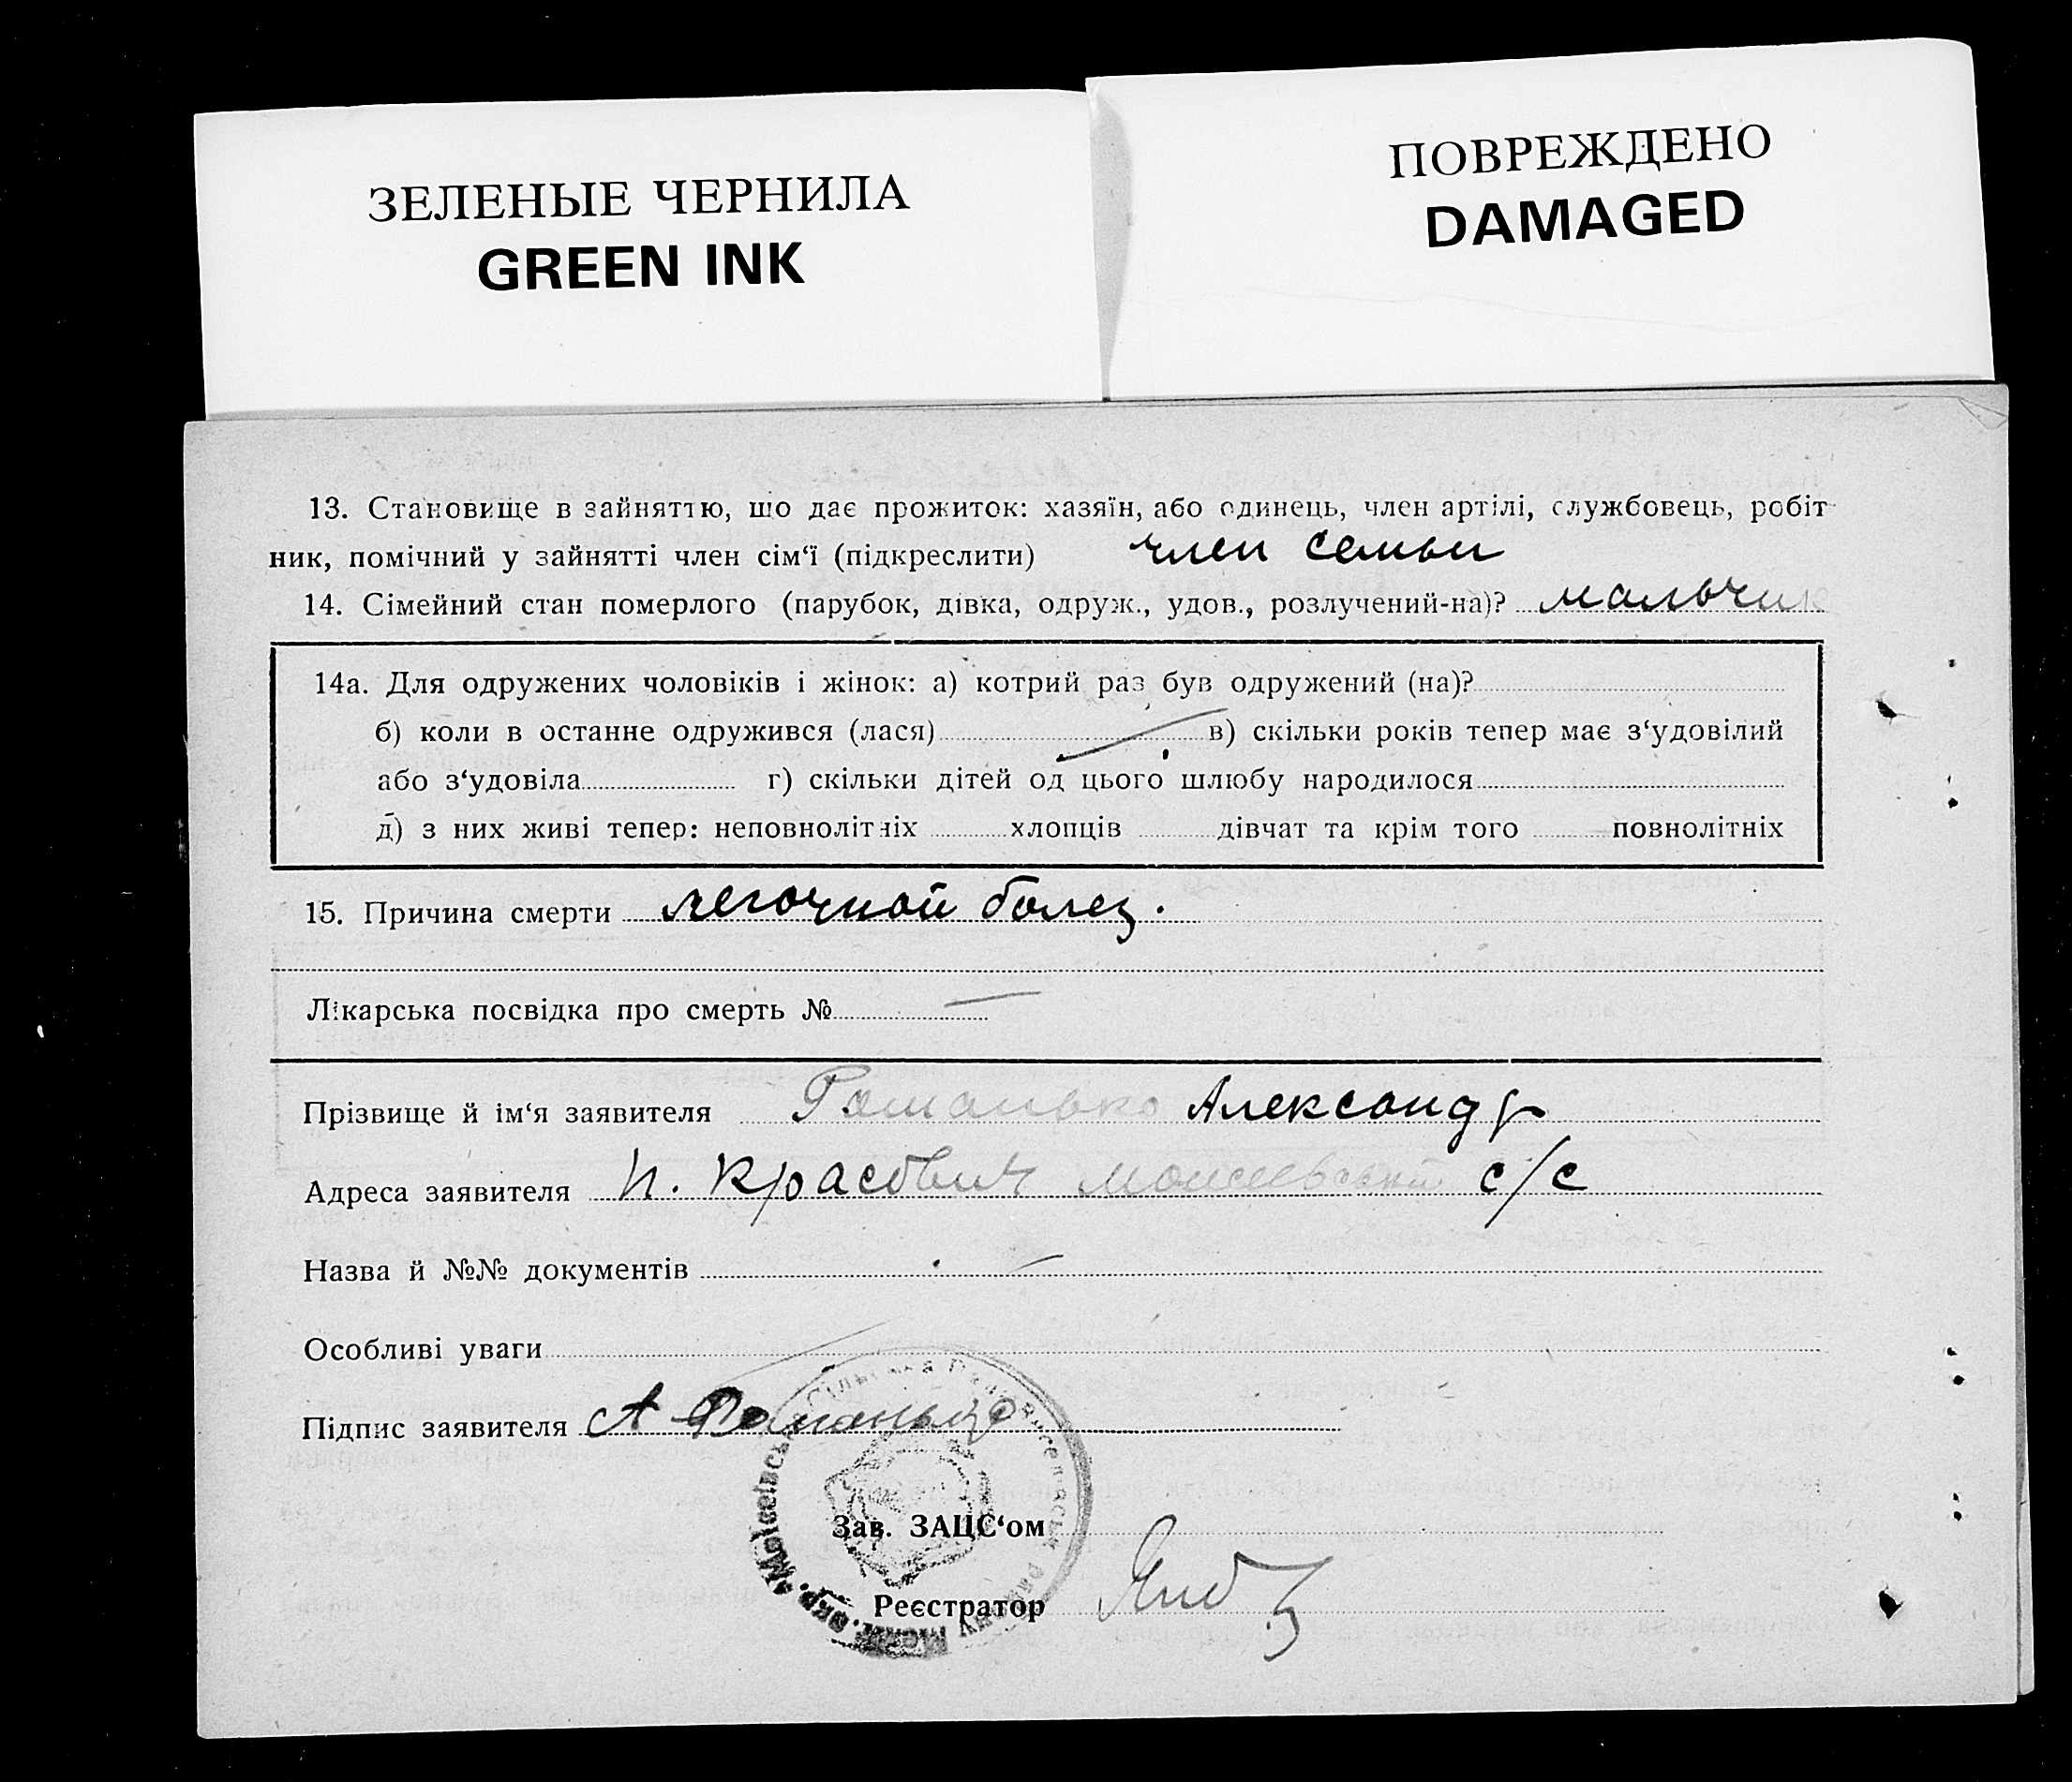 ЗЕЛЕНЫЕ ЧЕРНИЛА
GREEN INK
ПОВРЕЖДЕНО
DAMAGED
13. Становище в зайняттю, що дає прожиток: хазяїн, або одинець, член артілі, службовець, робіт-
ник, помічний у зайнятті член сім‘ї (підкреслити) член семьи
14. Сімейний стан померлого (парубок, дівка, одруж., удов., розлучений-на)? мальчик
14а. Для одружених чоловіків і жінок: а) котрий раз був одружений (на)?
б) коли в останне одружився (лася) в) скільки років тепер має з‘удовілий
або з‘удовіла г) скільки дітей од цього шлюбу народилося
д) з них живі тепер: неповнолітніх хлопців дівчат та крім того повнолітніх
15. Причина смерти легочной болез.
Лікарська посвідка про смерть №
Прізвище й ім‘я заявителя Романько Александр
Адреса заявителя с/с
Назва й №№ документів
Особливі уваги
Підпис заявителя А Романько
Зав. ЗАЦС‘ом
Реєстратор